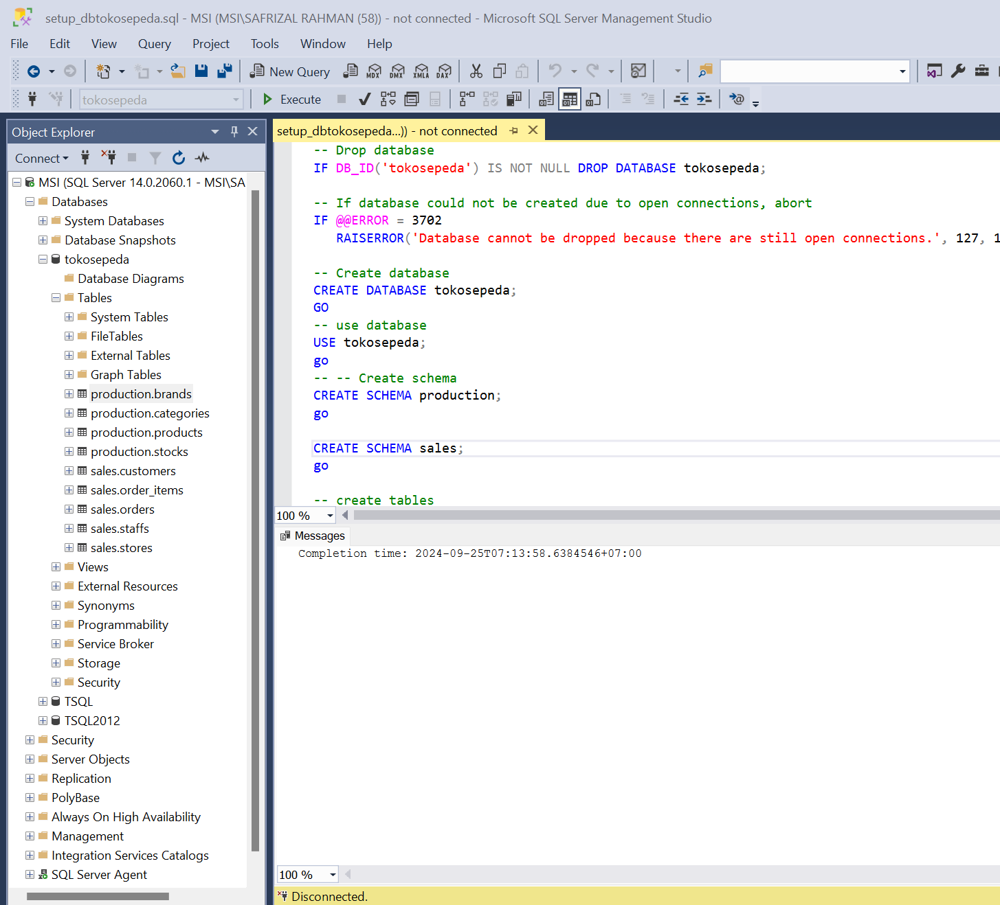 setup_dbtokosepeda.sql - MSI (MSI\SAFRIZAL RAHMAN (58)) - not connected - Microsoft SQL Server Management Studio
File Edit View Query Project Tools Window Help
New Query MDX DMX XMLA DAX
tokosepeda Execute
Object Explorer
Connect
MSI (SQL Server 14.0.2060.1 - MSI\SA
Databases
System Databases
Database Snapshots
tokosepeda
Database Diagrams
Tables
System Tables
FileTables
External Tables
Graph Tables
production.brands
production.categories
production.products
production.stocks
sales.customers
sales.order_items
sales.orders
sales.staffs
sales.stores
Views
External Resources
Synonyms
Programmability
Service Broker
Storage
Security
TSQL
TSQL2012
Security
Server Objects
Replication
PolyBase
Always On High Availability
Management
Integration Services Catalogs
SQL Server Agent
setup_dbtokosepeda...)) - not connected
-- Drop database
IF DB_ID('tokosepeda') IS NOT NULL DROP DATABASE tokosepeda;
-- If database could not be created due to open connections, abort
IF @@ERROR = 3702
RAISERROR('Database cannot be dropped because there are still open connections.', 127, 1
-- Create database
CREATE DATABASE tokosepeda;
GO
-- use database
USE tokosepeda;
go
-- -- Create schema
CREATE SCHEMA production;
go
CREATE SCHEMA sales;
go
-- create tables
100 %
Messages
Completion time: 2024-09-25T07:13:58.6384546+07:00
100 %
Disconnected.